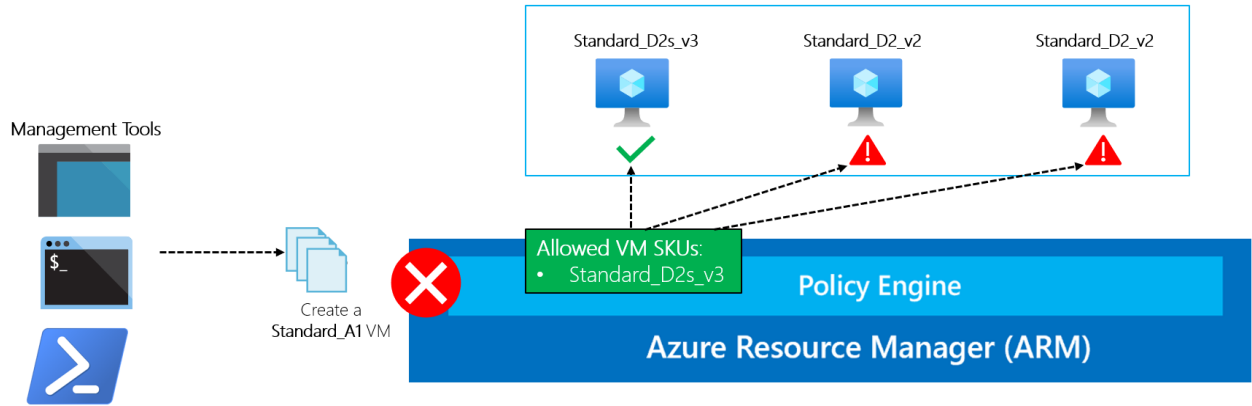 Standard_D2s_v3
Standard_D2_v2
Standard_D2_v2
Management Tools
$_
Create a
Standard_A1 VM
Allowed VM SKUs:
• Standard_D2s_v3
Policy Engine
Azure Resource Manager (ARM)